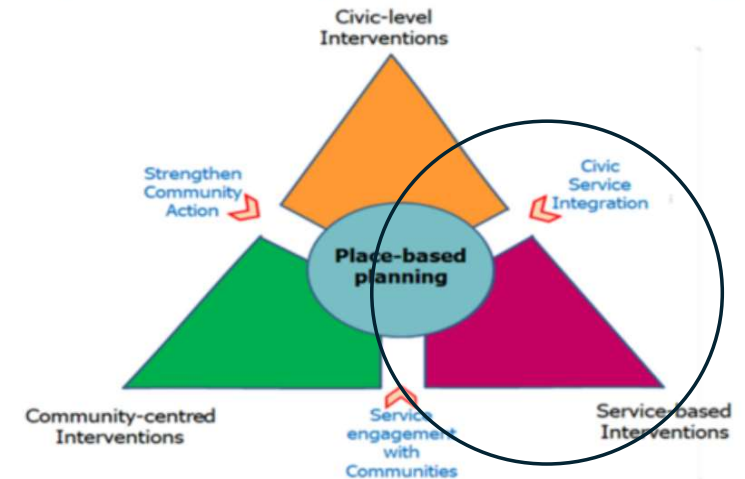 Civic-level
Interventions
Strengthen
Community
Action
Civic
Service
Integration
Place-based
planning
Community-centred
Interventions
Service
engagement
with
Communities
Service-based
Interventions